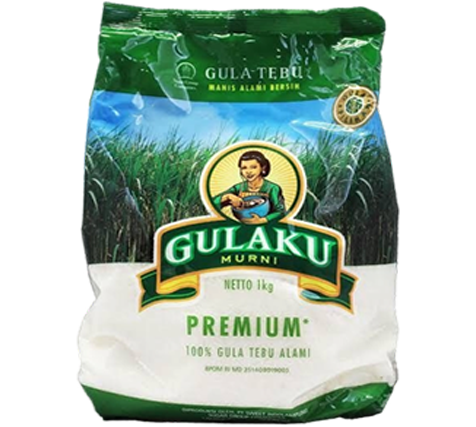 GULA TEBU
MANIS ALAMI BERSIH
GULAKU
MURNI
NETTO 1kg
PREMIUM*
100% GULA TEBU ALAMI